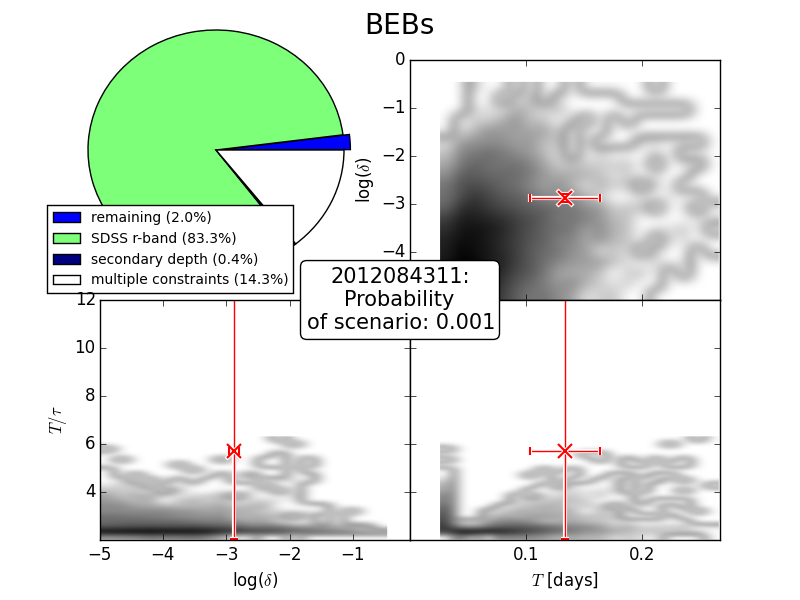 BEBs
remaining (2.0%)
SDSS r-band (83.3%)
secondary depth (0.4%)
multiple constraints (14.3%)
0
−1
−2
−3
−4
log(δ)
2012084311:
Probability
of scenario: 0.001
12
10
8
6
4
T/τ
−5 −4 −3 −2 −1
log(δ)
0.1 0.2
T [days]